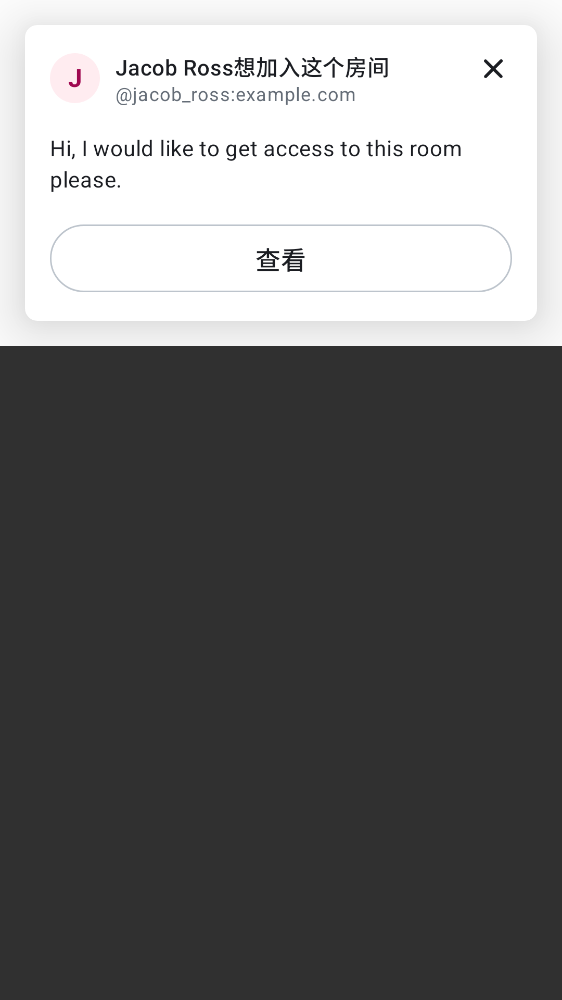 J
Jacob Ross想加入这个房间
@jacob_ross:example.com
Hi, I would like to get access to this room
please.
查看